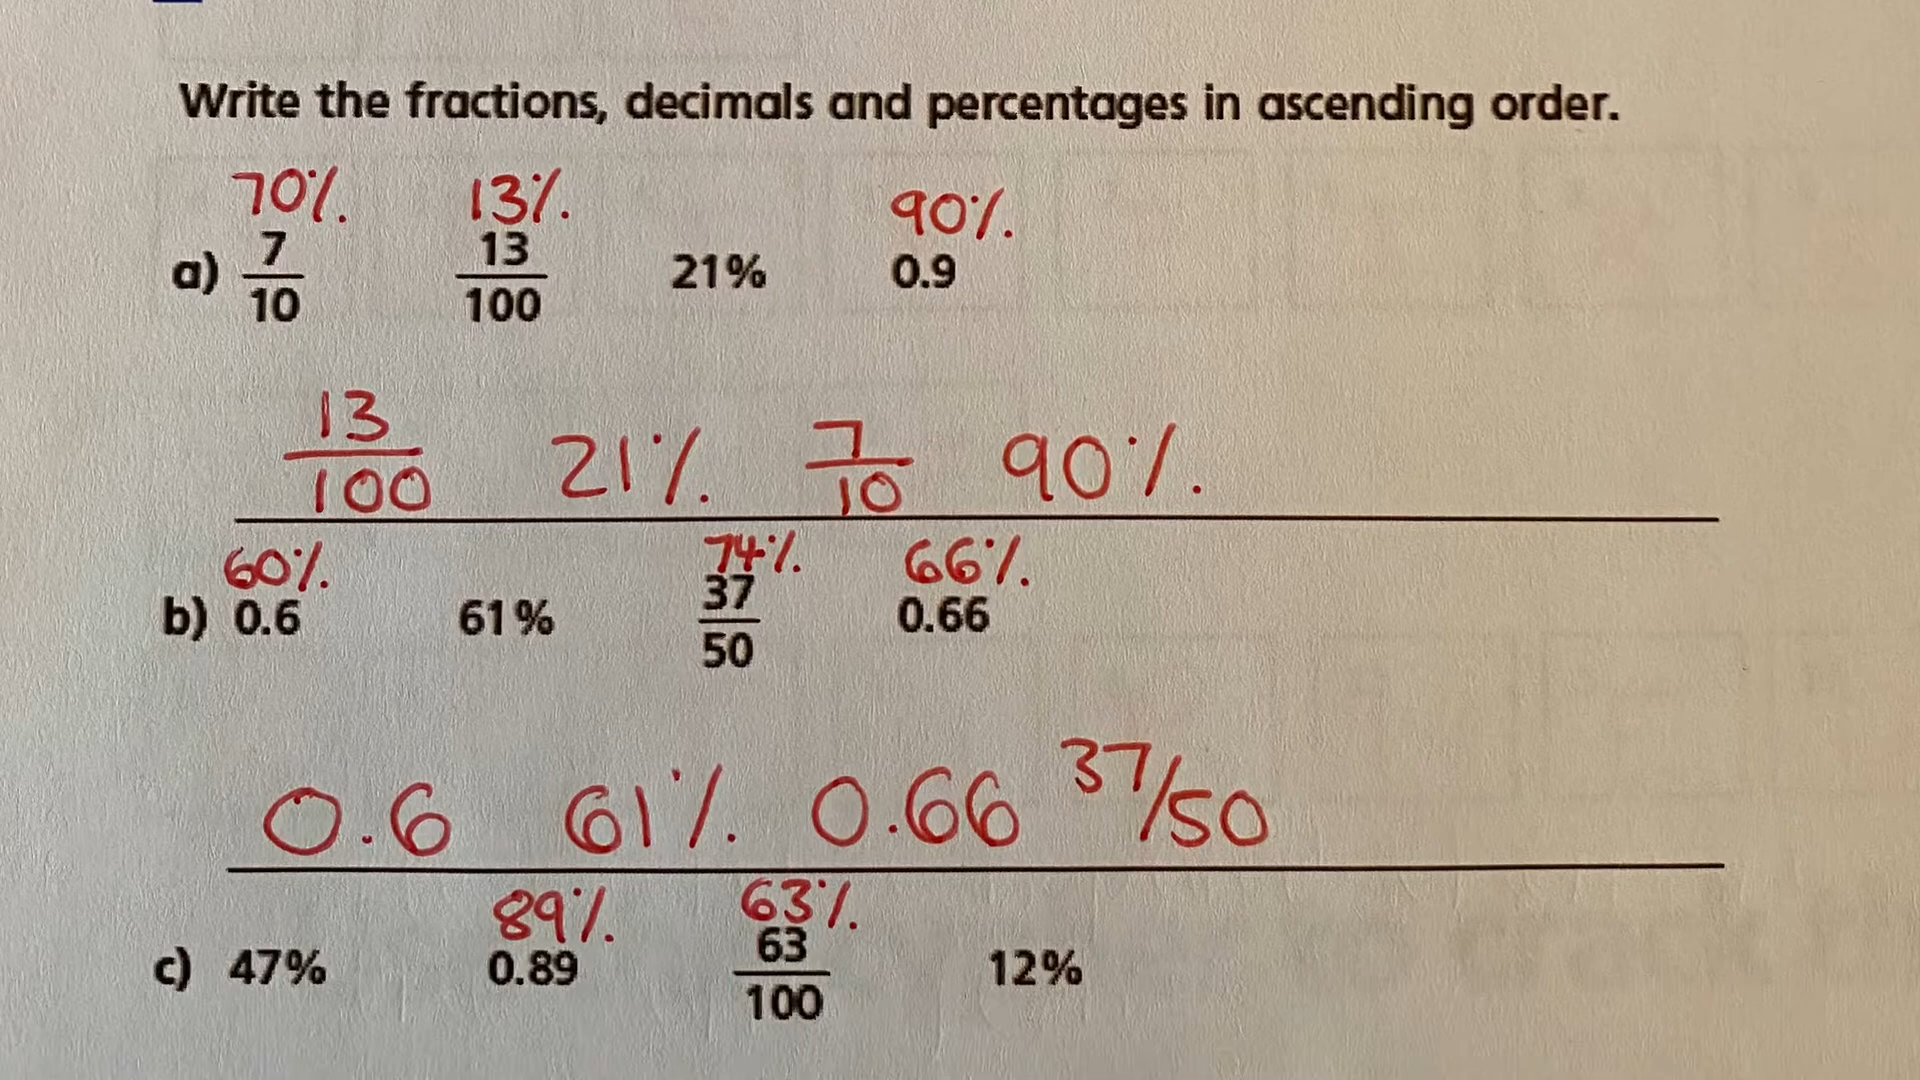 Write the fractions, decimals and percentages in ascending order.
70% 13% 90%
a) 7/10 13/100 21% 0.9
13/100 21% 7/10 90%
60% 74% 66%
b) 0.6 61% 37/50 0.66
0.6 61% 0.66 37/50
89% 63%
c) 47% 0.89 63/100 12%